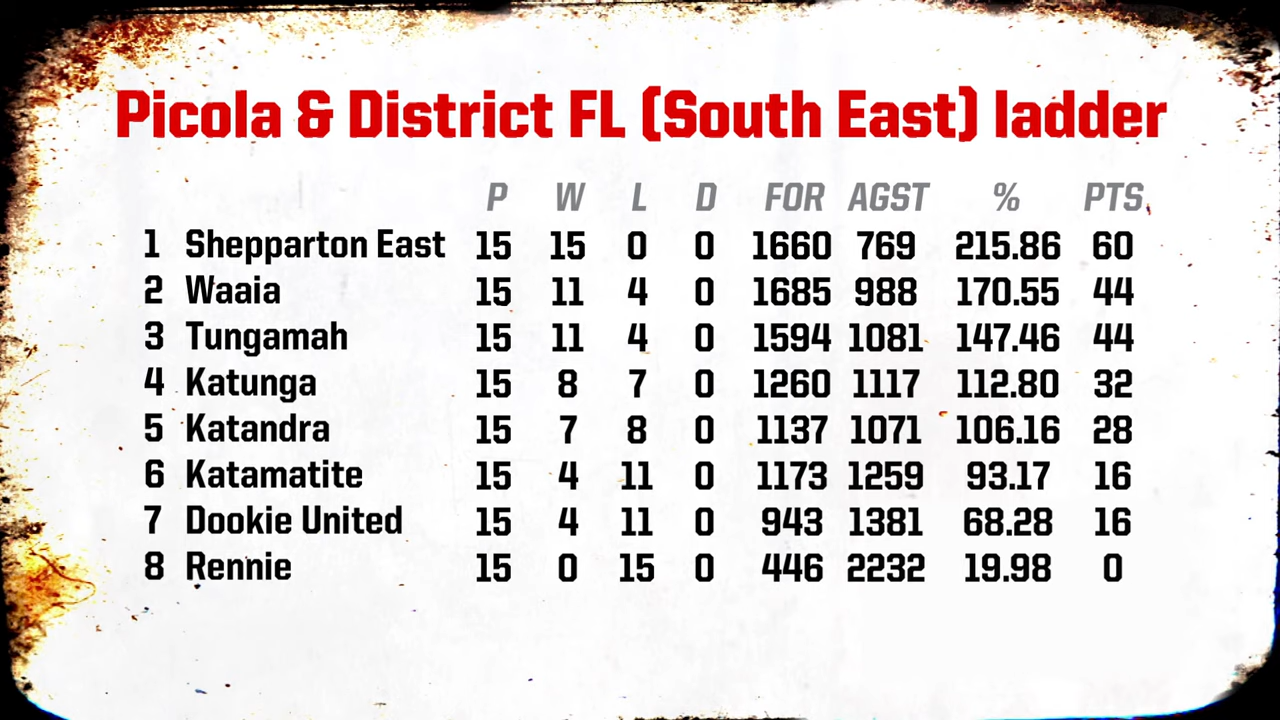 Picola & District FL (South East) ladder
P W L D FOR AGST % PTS
1 Shepparton East 15 15 0 0 1660 769 215.86 60
2 Waaia 15 11 4 0 1685 988 170.55 44
3 Tungamah 15 11 4 0 1594 1081 147.46 44
4 Katunga 15 8 7 0 1260 1117 112.80 32
5 Katandra 15 7 8 0 1137 1071 106.16 28
6 Katamatite 15 4 11 0 1173 1259 93.17 16
7 Dookie United 15 4 11 0 943 1381 68.28 16
8 Rennie 15 0 15 0 446 2232 19.98 0